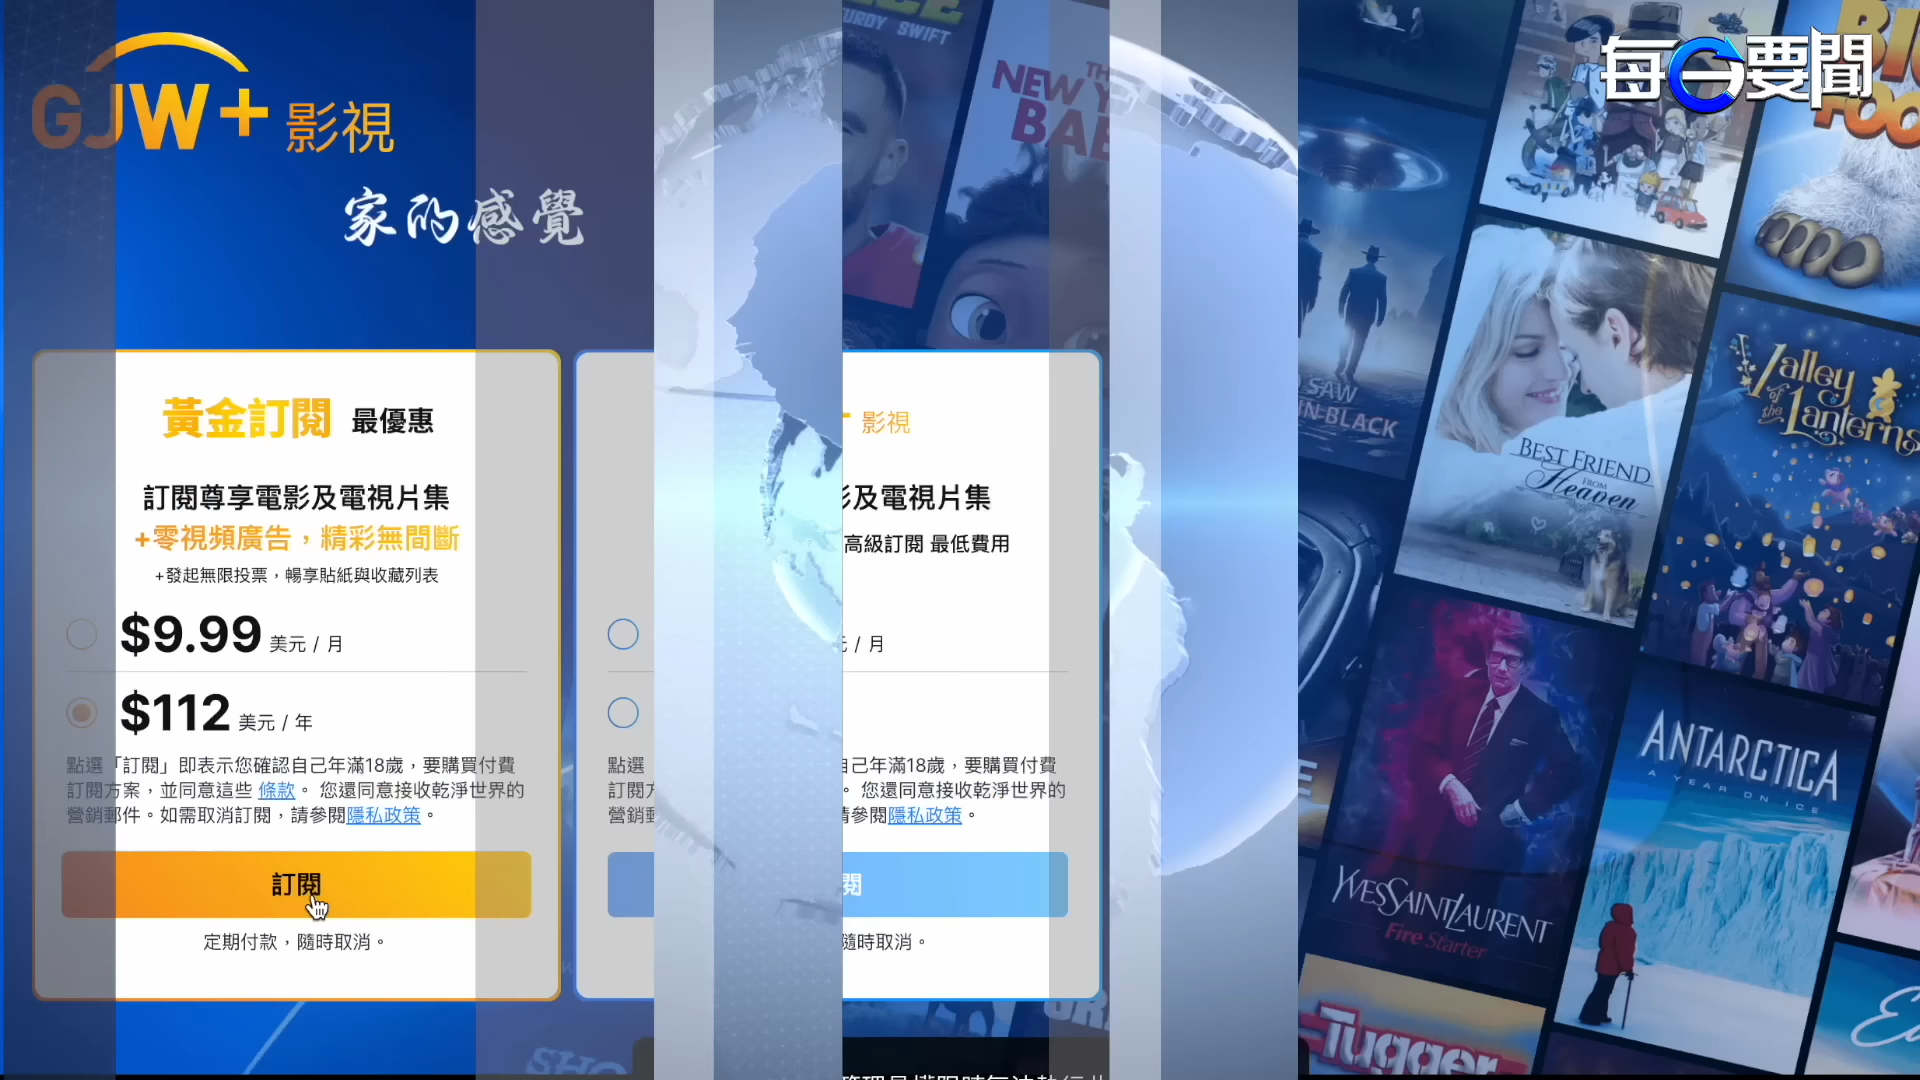 GJW+ 影視
家的感覺
每日要聞
黃金訂閱 最優惠
訂閱尊享電影及電視片集
+零視頻廣告，精彩無間斷
+發起無限投票，暢享貼紙與收藏列表
$9.99 美元 / 月
$112 美元 / 年
點選「訂閱」即表示您確認自己年滿18歲，要購買付費
訂閱方案，並同意這些 條款。 您還同意接收乾淨世界的
營銷郵件。如需取消訂閱，請參閱隱私政策。
訂閱
定期付款，隨時取消。
影視
及電視片集
高級訂閱 最低費用
/ 月
點選
訂閱
營銷
己年滿18歲，要購買付費
。 您還同意接收乾淨世界的
參閱隱私政策。
閱
隨時取消。
SWIFT
NEW
SAW
IN BLACK
BEST FRIEND
FROM
Heaven
Valley
of the
Lanterns
YVES SAINT LAURENT
Fire Starter
ANTARCTICA
A YEAR ON ICE
Tugger